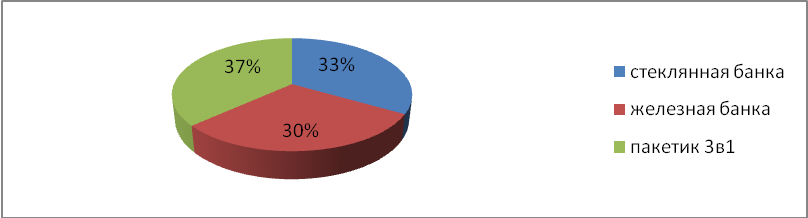 37%
33%
30%
стеклянная банка
железная банка
пакетик 3в1